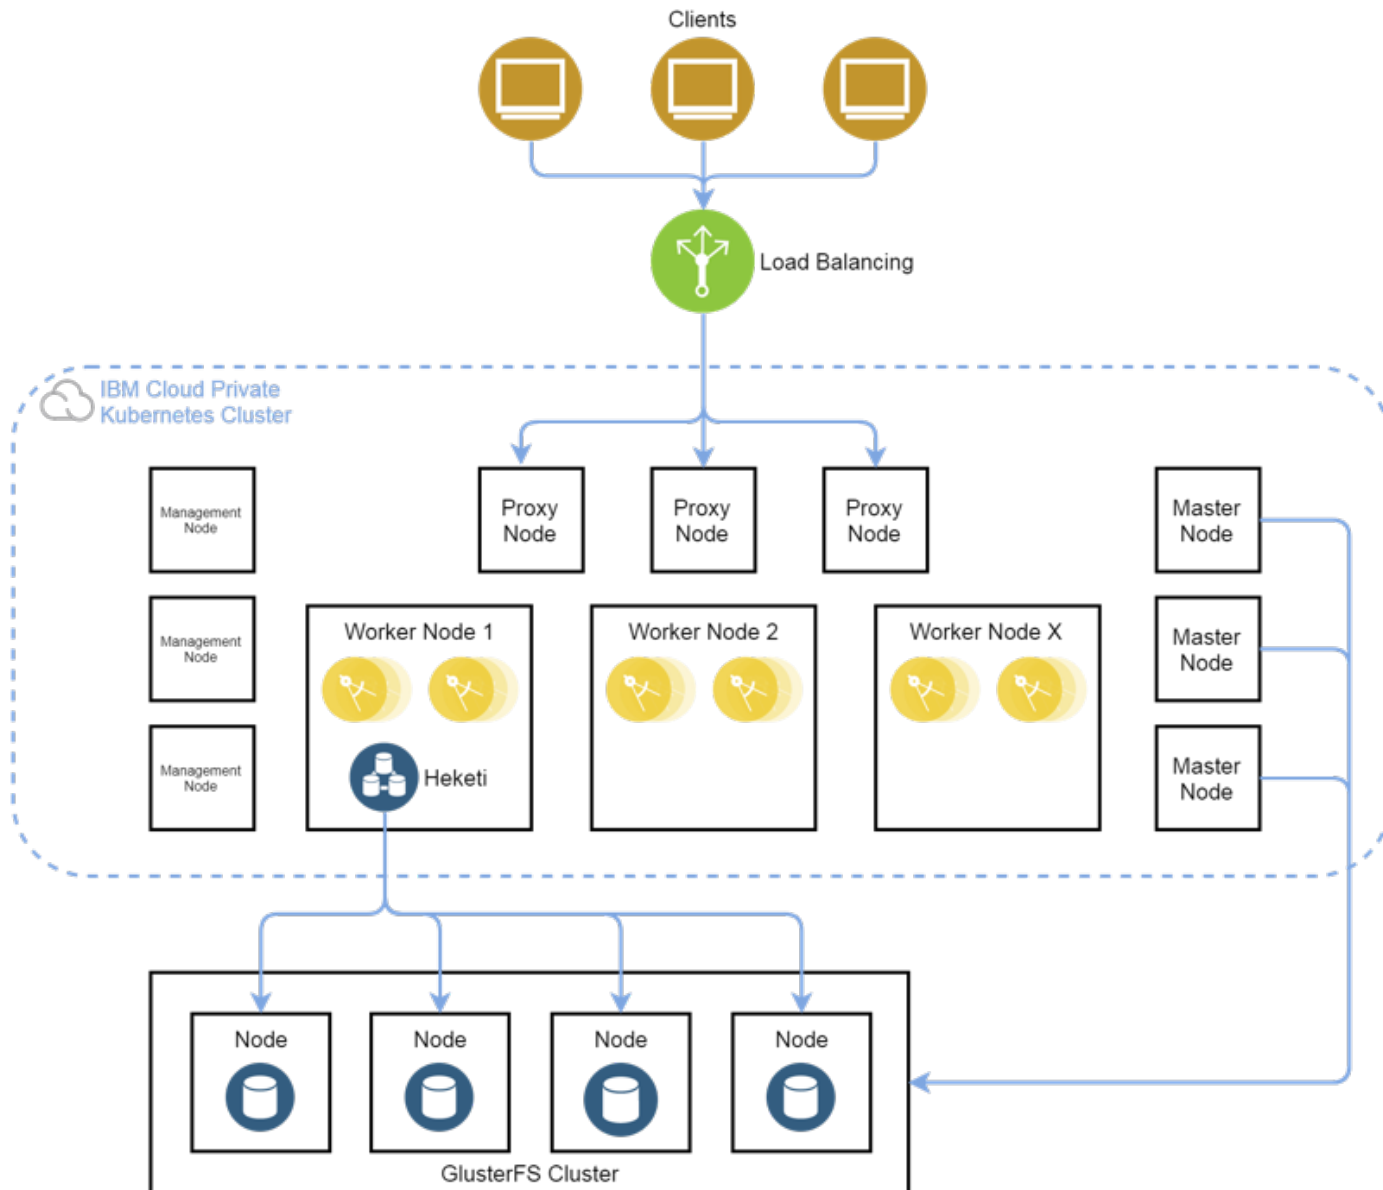 Clients
Load Balancing
IBM Cloud Private
Kubernetes Cluster
Management
Node
Proxy
Node
Proxy
Node
Proxy
Node
Master
Node
Management
Node
Worker Node 1
Worker Node 2
Worker Node X
Master
Node
Management
Node
Heketi
Master
Node
Node
Node
Node
Node
GlusterFS Cluster